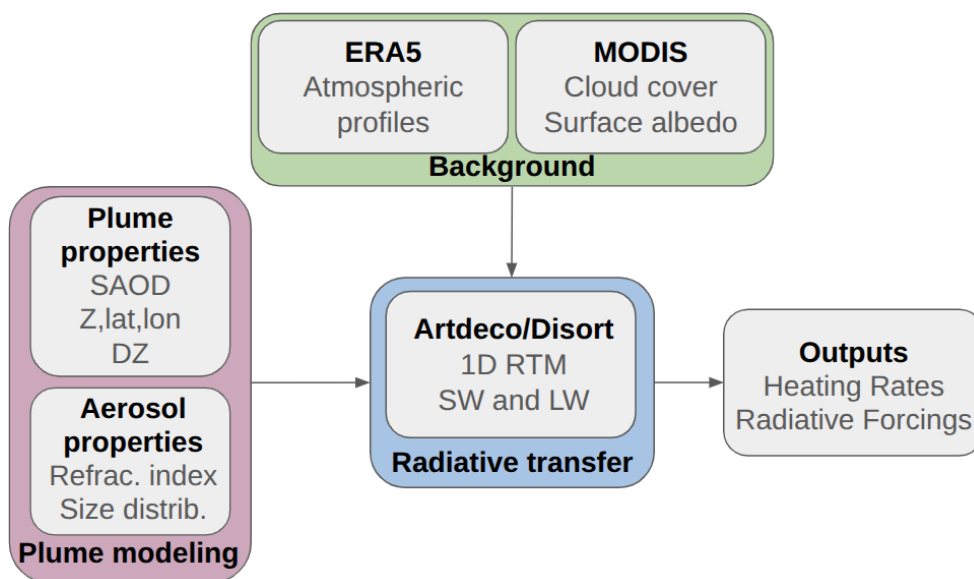 ERA5
Atmospheric
profiles
MODIS
Cloud cover
Surface albedo
Background
Plume
properties
SAOD
Z,lat,lon
DZ
Aerosol
properties
Refrac. index
Size distrib.
Plume modeling
Artdeco/Disort
1D RTM
SW and LW
Radiative transfer
Outputs
Heating Rates
Radiative Forcings